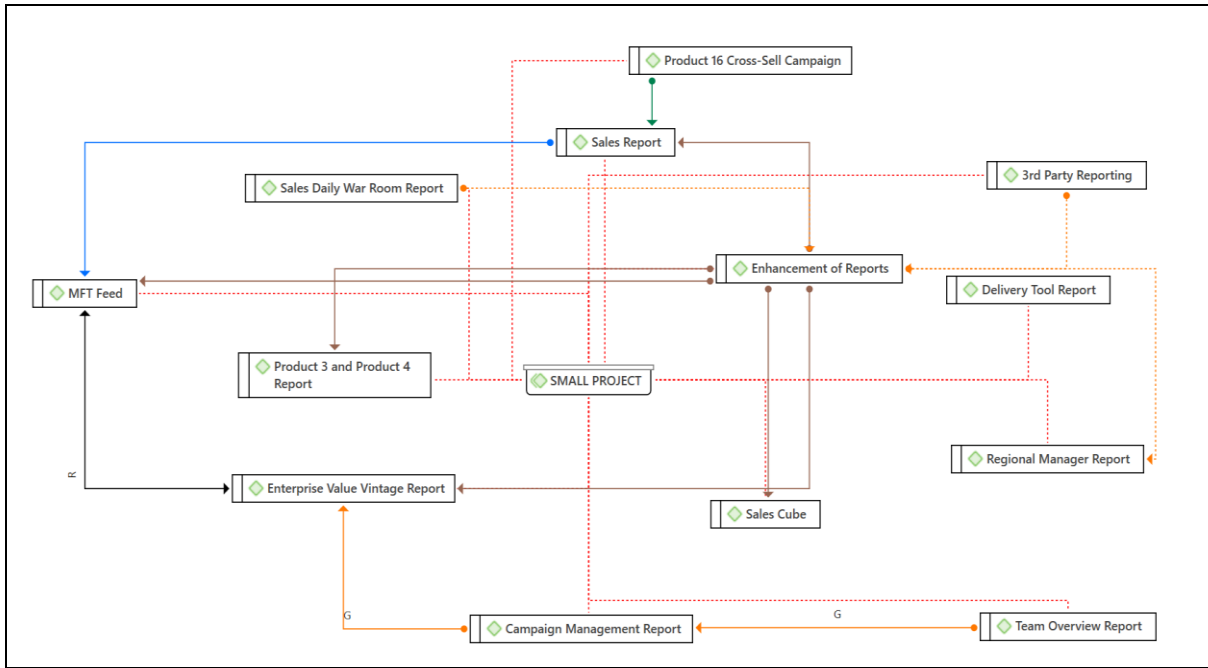 Product 16 Cross-Sell Campaign
Sales Report
Sales Daily War Room Report
3rd Party Reporting
Enhancement of Reports
MFT Feed
Delivery Tool Report
Product 3 and Product 4
Report
SMALL PROJECT
Regional Manager Report
R
Enterprise Value Vintage Report
Sales Cube
G
G
Campaign Management Report
Team Overview Report